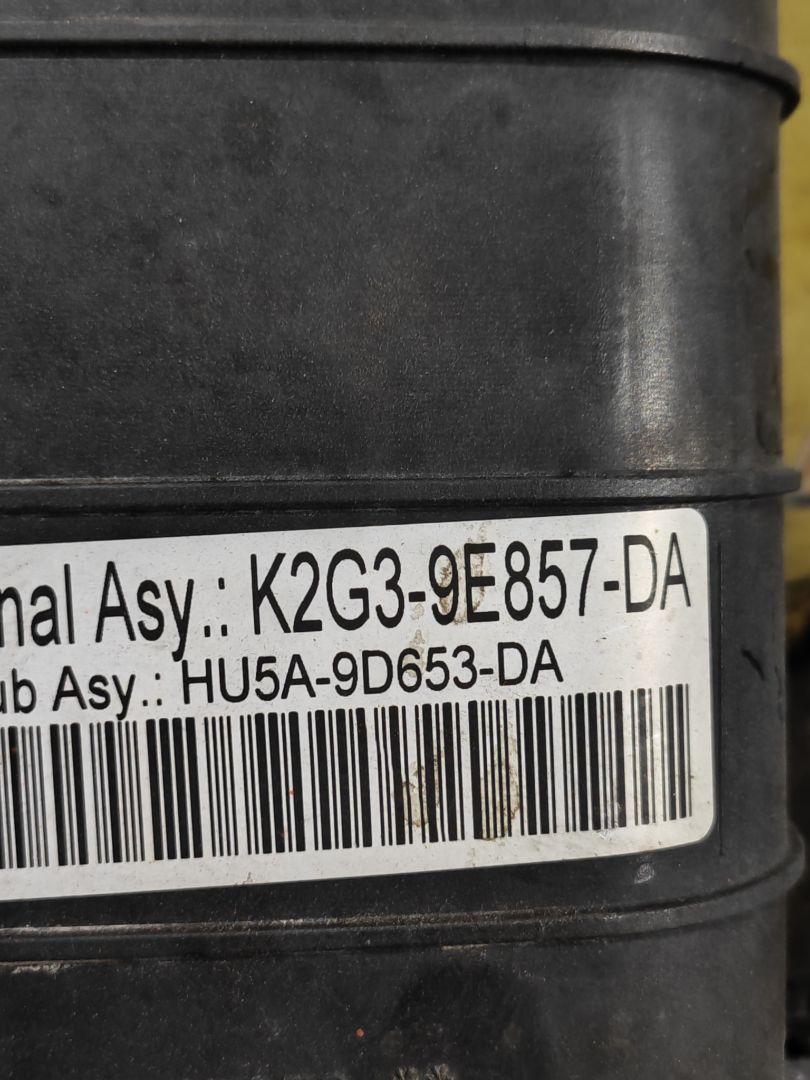 nal Asy.: K2G3-9E857-DA
ub Asy.: HU5A-9D653-DA